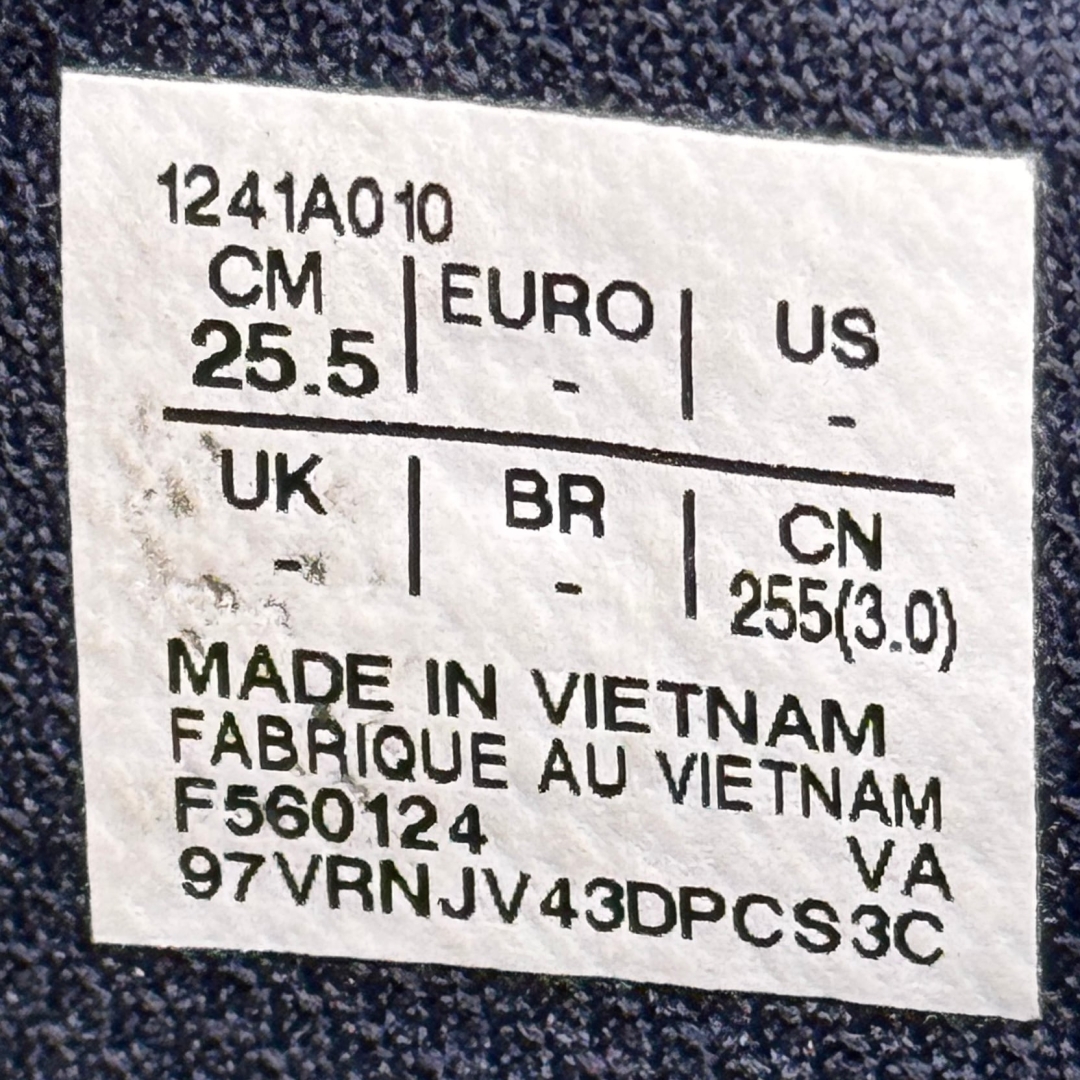 1241A010
CM | EURO | US
25.5 | - | -
UK | BR | CN
- | - | 255(3.0)
MADE IN VIETNAM
FABRIQUE AU VIETNAM
F560124 VA
97VRNJV43DPCS3C